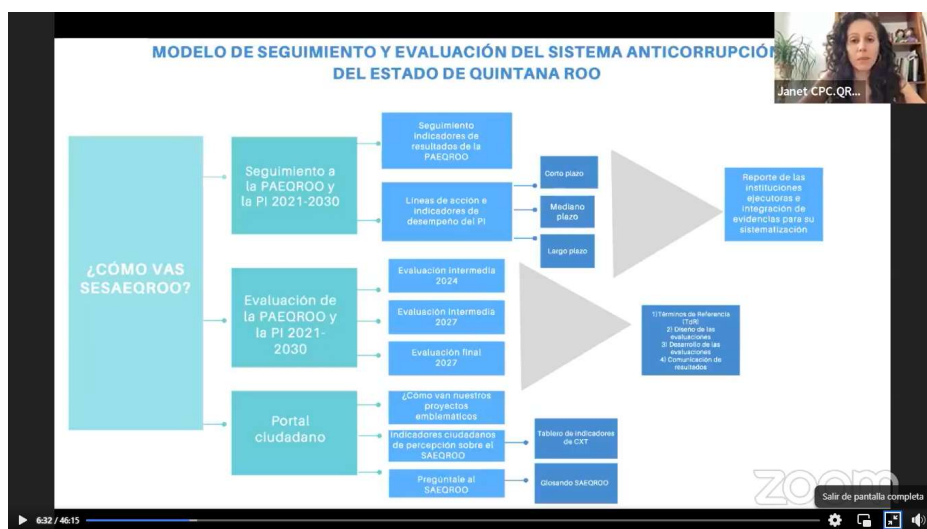 MODELO DE SEGUIMIENTO Y EVALUACIÓN DEL SISTEMA ANTICORRUPCIÓN
DEL ESTADO DE QUINTANA ROO
Janet CPC.QR...
¿CÓMO VAS
SESAEQROO?
Seguimiento a
la PAEQROO y
la PI 2021-2030
Seguimiento
indicadores de
resultados de la
PAEQROO
Líneas de acción e
indicadores de
desempeño del PI
Corto plazo
Mediano
plazo
Largo plazo
Reporte de las
instituciones
ejecutoras e
integración de
evidencias para su
sistematización
Evaluación de
la PAEQROO y
la PI 2021-
2030
Evaluación intermedia
2024
Evaluación intermedia
2027
Evaluación final
2027
1)Términos de Referencia
(TdR)
2) Diseño de las
evaluaciones
3) Desarrollo de las
evaluaciones
4) Comunicación de
resultados
Portal
ciudadano
¿Cómo van nuestros
proyectos
emblemáticos
Indicadores ciudadanos
de percepción sobre el
SAEQROO
Tablero de indicadores
de CXT
Pregúntale al
SAEQROO
Glosando SAEQROO
zoom
Salir de pantalla completa
6:32 / 46:15